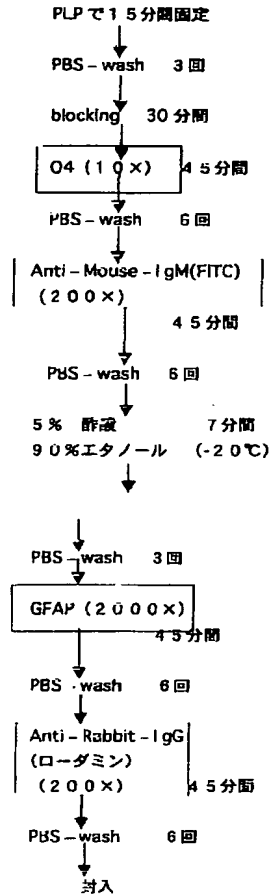 PLPで15分間固定
PBS-wash 3回
blocking 30分間
O4(10×) 45分間
PBS-wash 6回
Anti-Mouse-IgM(FITC)
(200×)
45分間
PBS-wash 6回
5% 酢酸 7分間
90%エタノール (-20℃)
PBS-wash 3回
GFAP(2000×)
45分間
PBS-wash 6回
Anti-Rabbit-IgG
(ローダミン)
(200×) 45分間
PBS-wash 6回
封入